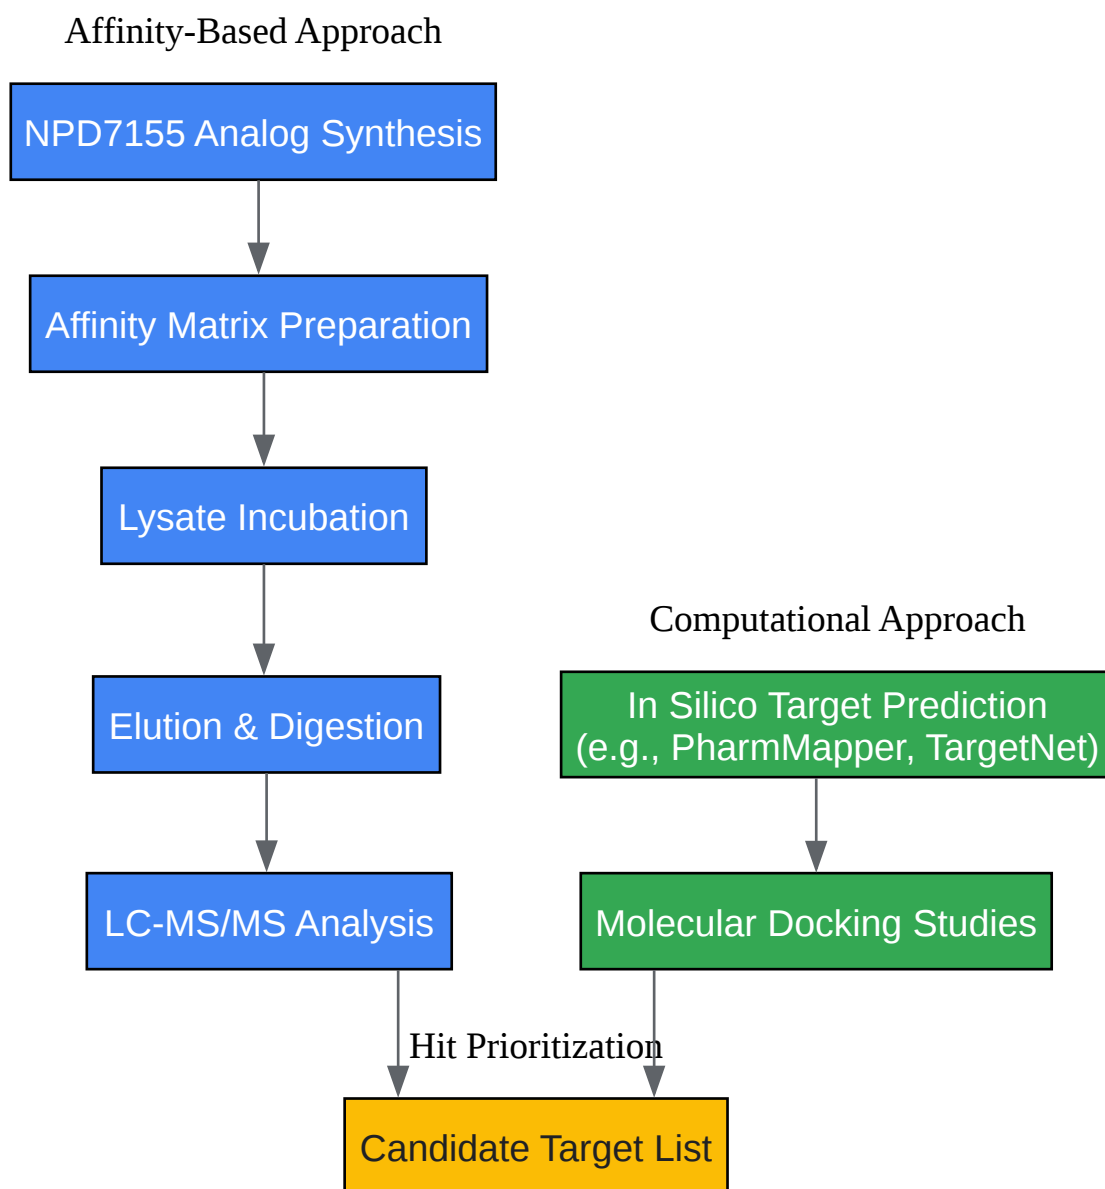 Affinity-Based Approach
NPD7155 Analog Synthesis
Affinity Matrix Preparation
Lysate Incubation
Elution & Digestion
LC-MS/MS Analysis
Computational Approach
In Silico Target Prediction
(e.g., PharmMapper, TargetNet)
Molecular Docking Studies
Hit Prioritization
Candidate Target List